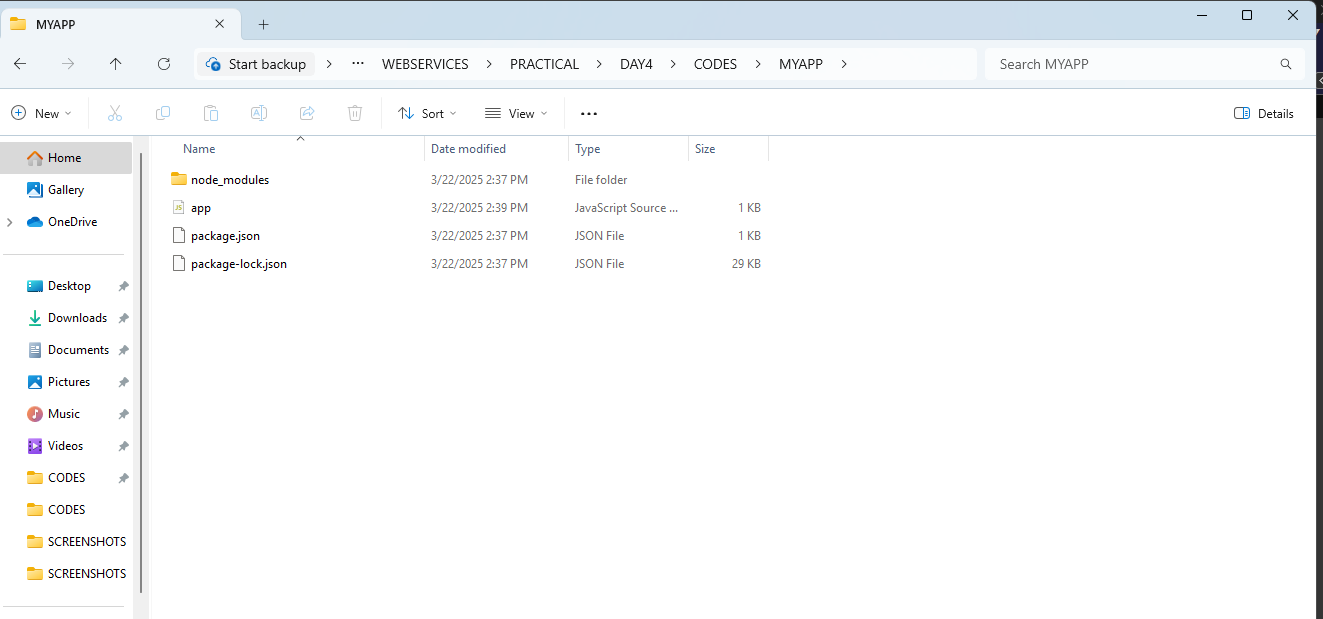 MYAPP
Start backup > ... WEBSERVICES > PRACTICAL > DAY4 > CODES > MYAPP >
Search MYAPP
New
Sort
View
Details
Name Date modified Type Size
node_modules 3/22/2025 2:37 PM File folder
app 3/22/2025 2:39 PM JavaScript Source ... 1 KB
package.json 3/22/2025 2:37 PM JSON File 1 KB
package-lock.json 3/22/2025 2:37 PM JSON File 29 KB
Home
Gallery
OneDrive
Desktop
Downloads
Documents
Pictures
Music
Videos
CODES
CODES
SCREENSHOTS
SCREENSHOTS